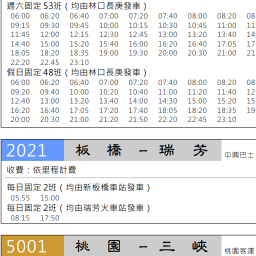 週六固定53班（均由林口長庚發車）
06:00 06:20 06:40 07:00 07:20 07:40 08:00 08:20
09:15 09:30 09:45 10:00 10:15 10:30 10:45 11:00
11:45 12:00 12:15 12:30 12:45 13:00 13:20 13:40
14:40 15:00 15:20 15:40 16:00 16:20 16:40 17:05
18:05 18:20 18:35 19:00 19:30 20:00 20:30 21:00
22:20 22:45 23:10
假日固定48班（均由林口長庚發車）
06:00 06:20 06:40 07:00 07:20 07:40 08:00 08:20
09:20 09:40 10:00 10:20 10:40 11:00 11:20 11:40
12:40 13:00 13:20 13:40 14:00 14:30 15:00 15:20
16:40 17:05 17:20 17:40 18:00 18:20 18:35 19:00
20:00 20:30 21:00 21:20 21:50 22:20 22:45 23:10
2021 板橋－瑞芳 中興巴士
收費：依里程計費
每日固定2班（均由新板橋車站發車）
05:55 15:00
每日固定2班（均由瑞芳火車站發車）
08:15 17:50
5001 桃園－三峽 桃園客運